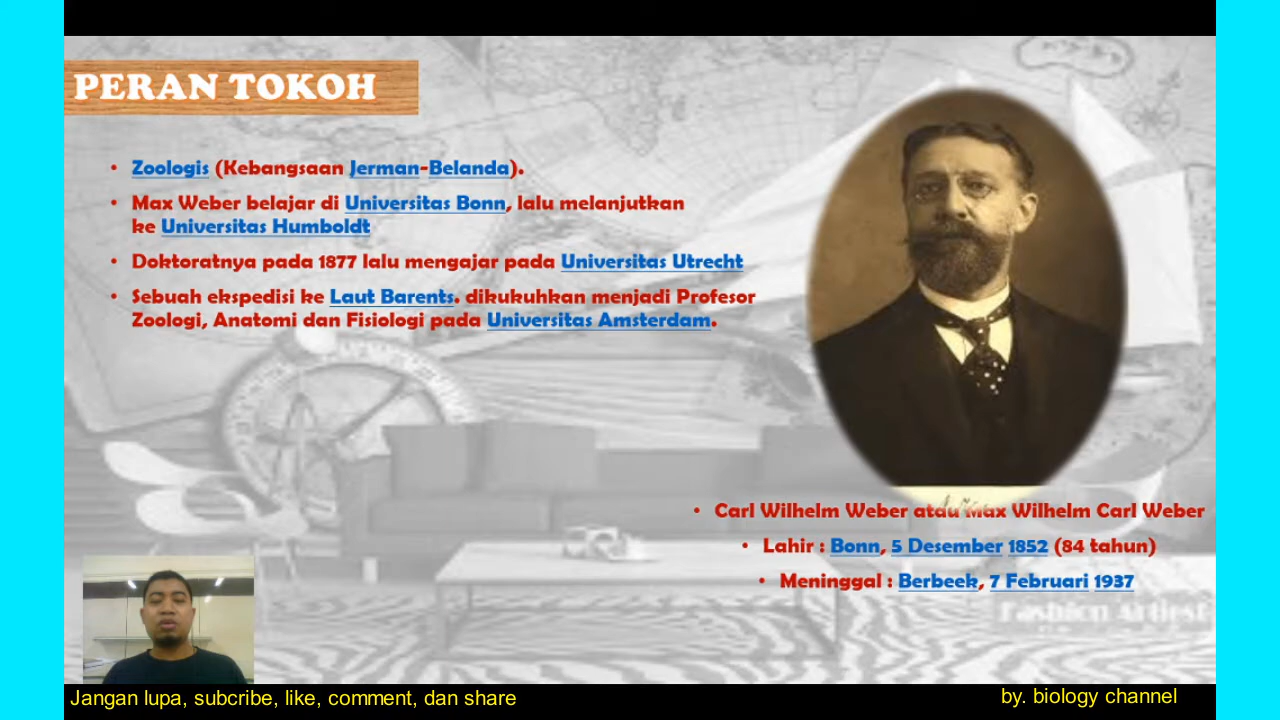 PERAN TOKOH
• Zoologis (Kebangsaan Jerman-Belanda).
• Max Weber belajar di Universitas Bonn, lalu melanjutkan
ke Universitas Humboldt
• Doktoratnya pada 1877 lalu mengajar pada Universitas Utrecht
• Sebuah ekspedisi ke Laut Barents. dikukuhkan menjadi Profesor
Zoologi, Anatomi dan Fisiologi pada Universitas Amsterdam.
• Carl Wilhelm Weber atau Max Wilhelm Carl Weber
• Lahir : Bonn, 5 Desember 1852 (84 tahun)
• Meninggal : Berbeek, 7 Februari 1937
Fashion Artist
Jangan lupa, subcribe, like, comment, dan share
by. biology channel